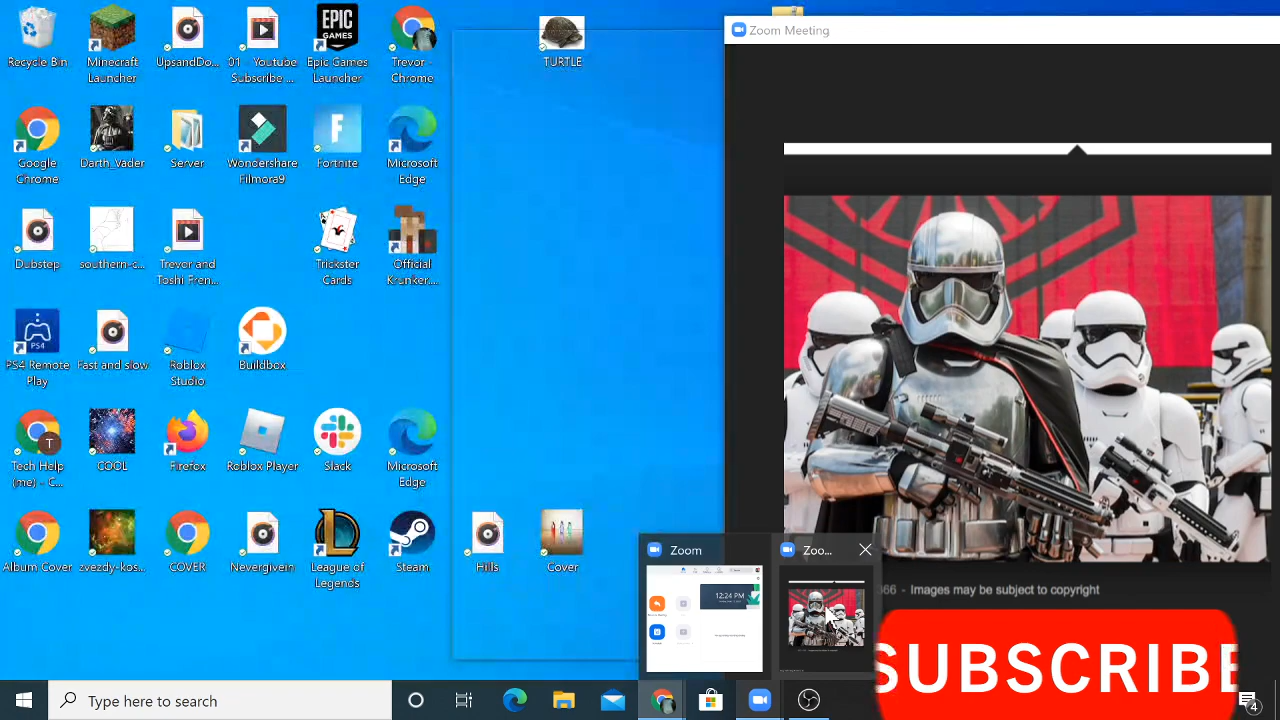 Zoom Meeting
EPIC
GAMES
Recycle Bin
Minecraft
Launcher
UpsandDo...
01 - Youtube
Subscribe ...
Epic Games
Launcher
Trevor -
Chrome
TURTLE
Google
Chrome
Darth_Vader
Server
Wondershare
Filmora9
Fortnite
Microsoft
Edge
Dubstep
southern-c...
Trevor and
Toshi Fren...
Trickster
Cards
Official
Krunker....
PS4
PS4 Remote
Play
Fast and slow
Roblox
Studio
Buildbox
T
Tech Help
(me) - C...
COOL
Firefox
Roblox Player
Slack
Microsoft
Edge
Album Cover
zvezdy-kos...
COVER
Nevergivein
League of
Legends
Steam
Hills
Cover
Zoom
Zoo...
12:24 PM
366 - Images may be subject to copyright
SUBSCRIBE
Type here to search
4